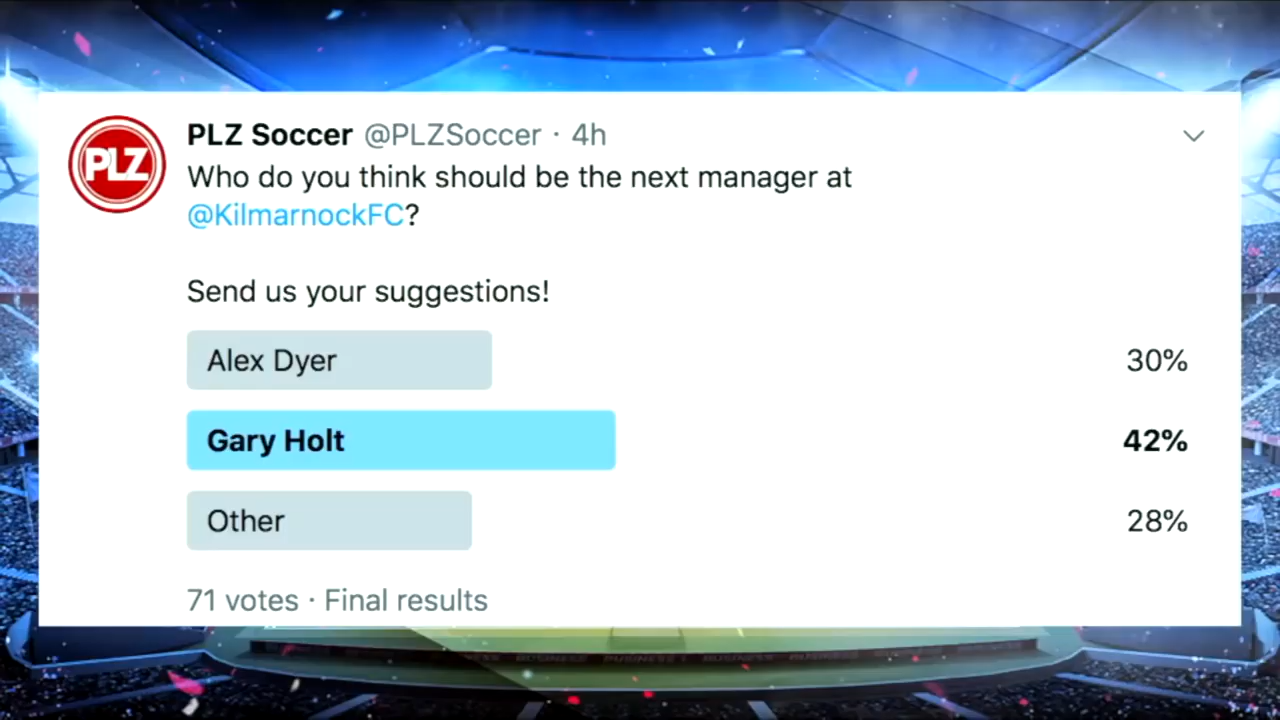 PLZ
PLZ Soccer @PLZSoccer · 4h
Who do you think should be the next manager at
@KilmarnockFC?
Send us your suggestions!
Alex Dyer 30%
Gary Holt 42%
Other 28%
71 votes · Final results